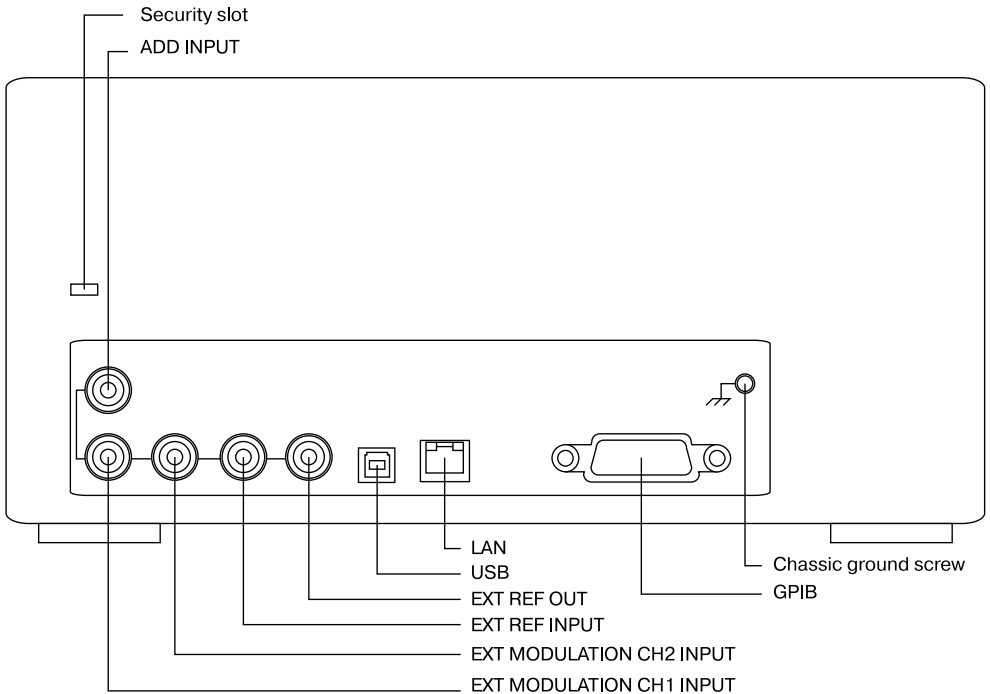 Security slot
ADD INPUT
LAN
USB
EXT REF OUT
EXT REF INPUT
EXT MODULATION CH2 INPUT
EXT MODULATION CH1 INPUT
Chassic ground screw
GPIB